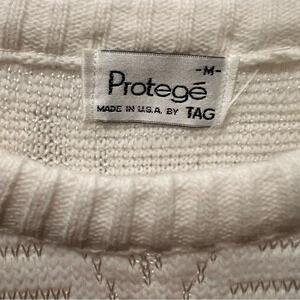 -M-
Protegé
MADE IN U.S.A. BY TAG